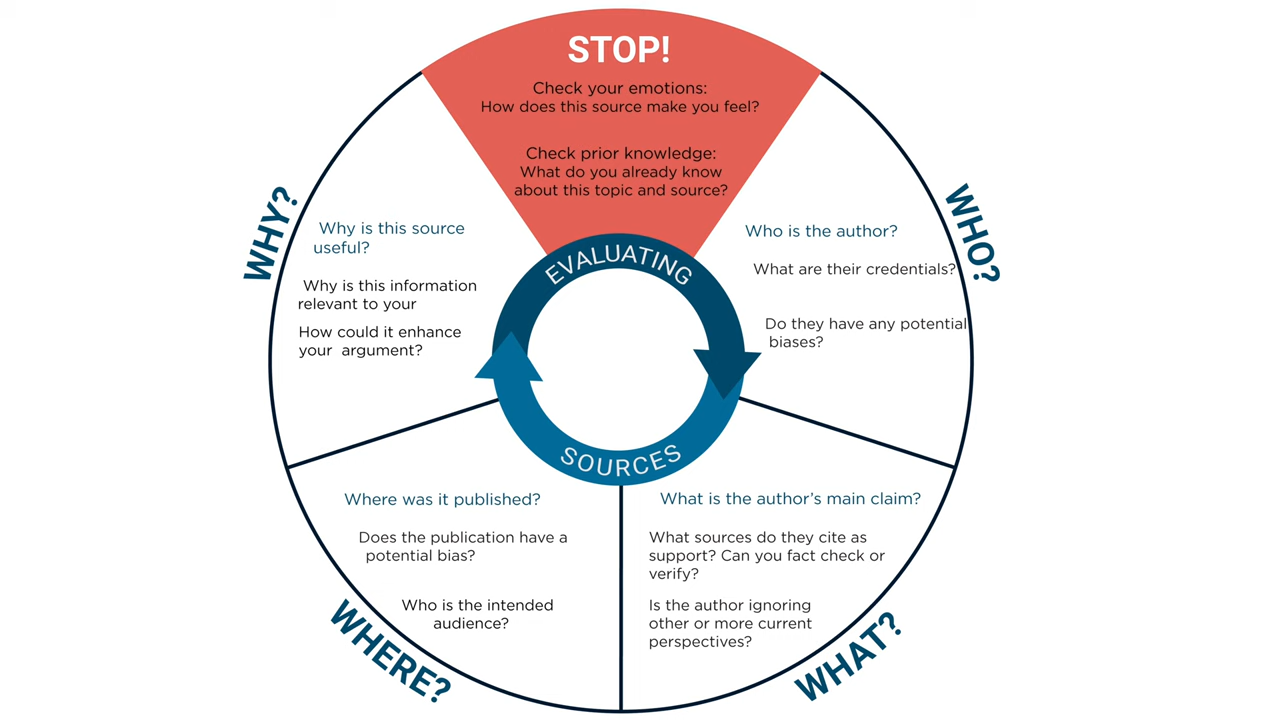 STOP!
Check your emotions:
How does this source make you feel?
Check prior knowledge:
What do you already know
about this topic and source?
WHO?
Who is the author?
What are their credentials?
Do they have any potential
biases?
WHAT?
What is the author's main claim?
What sources do they cite as
support? Can you fact check or
verify?
Is the author ignoring
other or more current
perspectives?
WHERE?
Where was it published?
Does the publication have a
potential bias?
Who is the intended
audience?
WHY?
Why is this source
useful?
Why is this information
relevant to your
How could it enhance
your argument?
EVALUATING
SOURCES